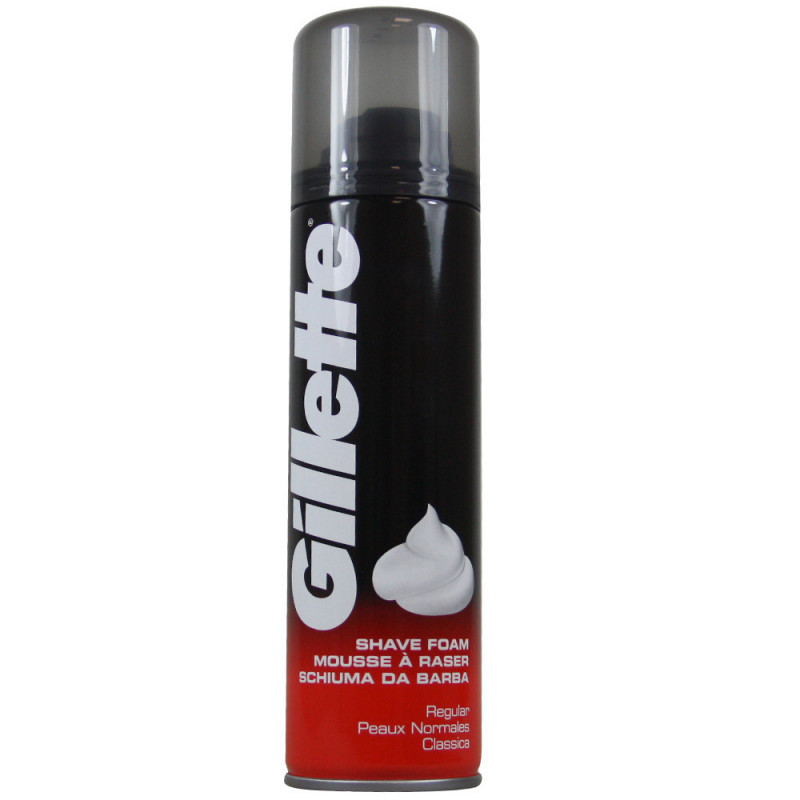 Gillette®
SHAVE FOAM
MOUSSE À RASER
SCHIUMA DA BARBA
Regular
Peaux Normales
Classica